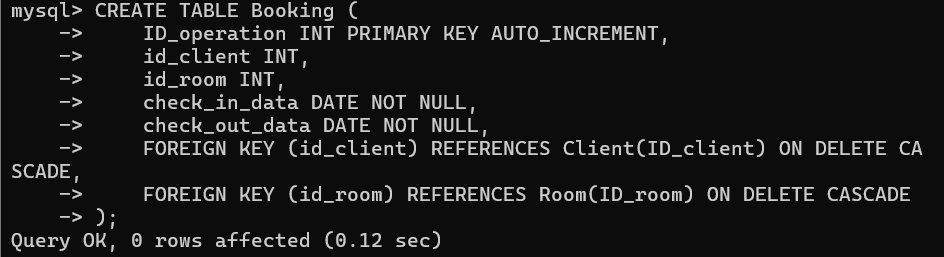 mysql> CREATE TABLE Booking (
    ->     ID_operation INT PRIMARY KEY AUTO_INCREMENT,
    ->     id_client INT,
    ->     id_room INT,
    ->     check_in_data DATE NOT NULL,
    ->     check_out_data DATE NOT NULL,
    ->     FOREIGN KEY (id_client) REFERENCES Client(ID_client) ON DELETE CA
SCADE,
    ->     FOREIGN KEY (id_room) REFERENCES Room(ID_room) ON DELETE CASCADE
    -> );
Query OK, 0 rows affected (0.12 sec)